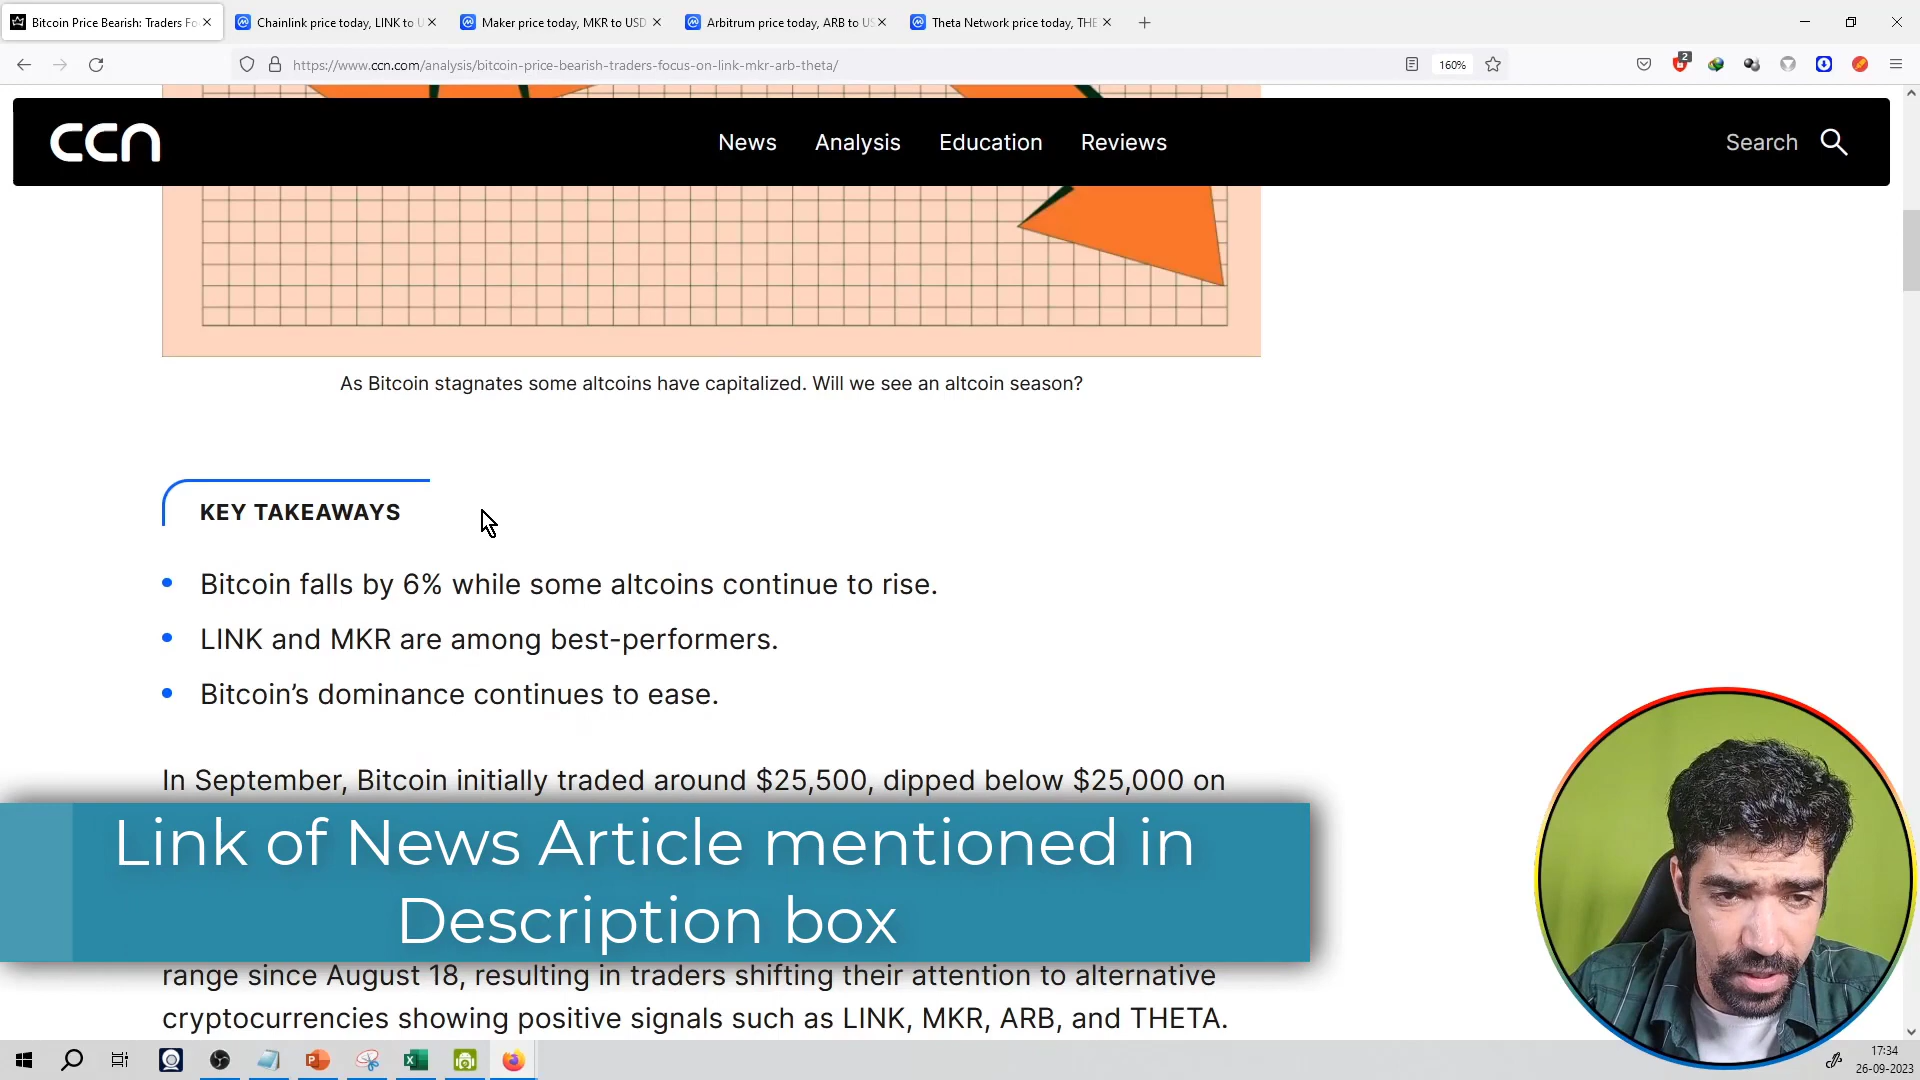 Bitcoin Price Bearish: Traders Fo
Chainlink price today, LINK to U
Maker price today, MKR to USD
Arbitrum price today, ARB to US
Theta Network price today, THE
https://www.ccn.com/analysis/bitcoin-price-bearish-traders-focus-on-link-mkr-arb-theta/
160%
2
ccn
News
Analysis
Education
Reviews
Search
As Bitcoin stagnates some altcoins have capitalized. Will we see an altcoin season?
KEY TAKEAWAYS
Bitcoin falls by 6% while some altcoins continue to rise.
LINK and MKR are among best-performers.
Bitcoin’s dominance continues to ease.
In September, Bitcoin initially traded around $25,500, dipped below $25,000 on
Link of News Article mentioned in
Description box
range since August 18, resulting in traders shifting their attention to alternative
cryptocurrencies showing positive signals such as LINK, MKR, ARB, and THETA.
17:34
26-09-2023